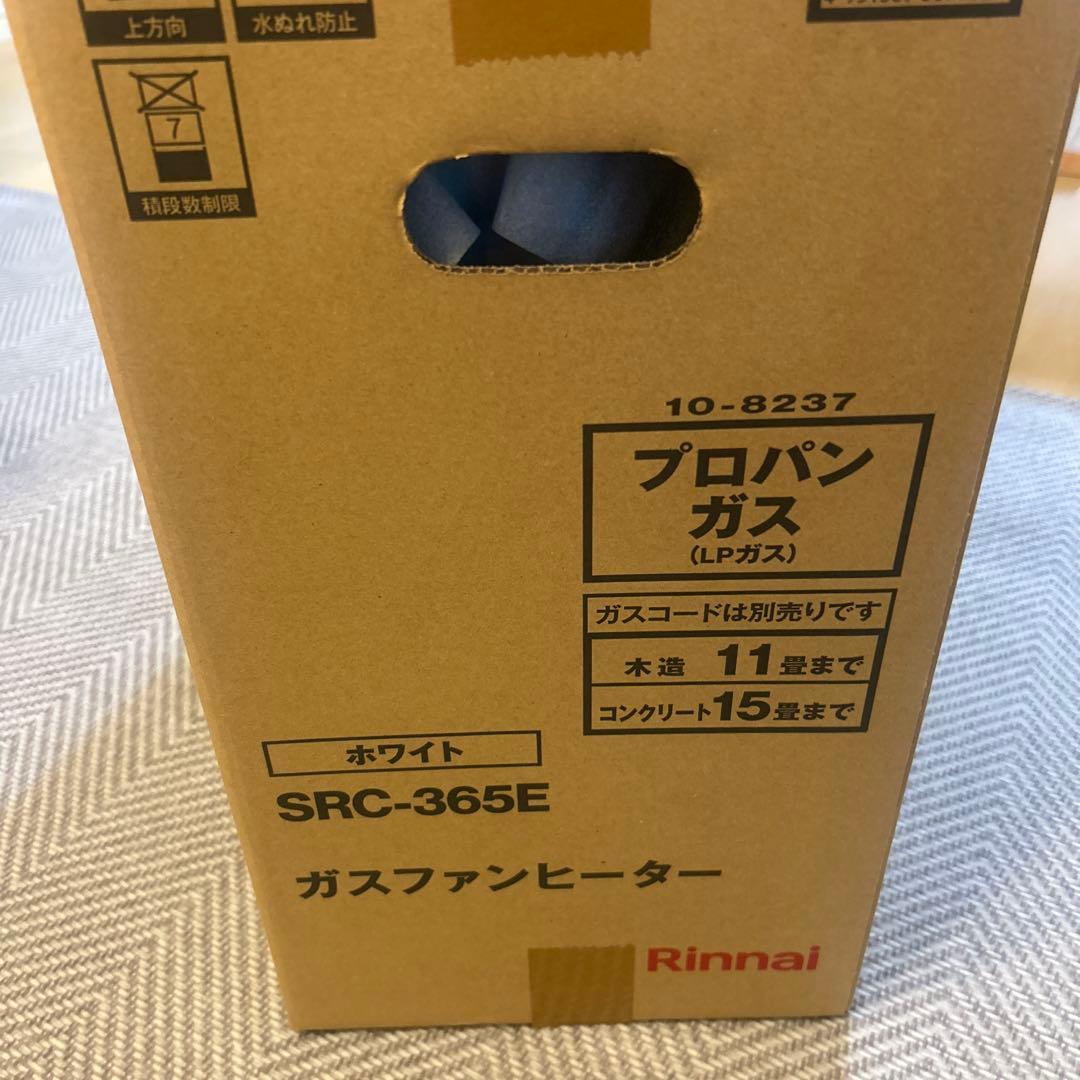 上方向
水ぬれ防止
7
積段数制限
10-8237
プロパン
ガス
(LPガス)
ガスコードは別売りです
木造 11畳まで
コンクリート15畳まで
ホワイト
SRC-365E
ガスファンヒーター
Rinnai